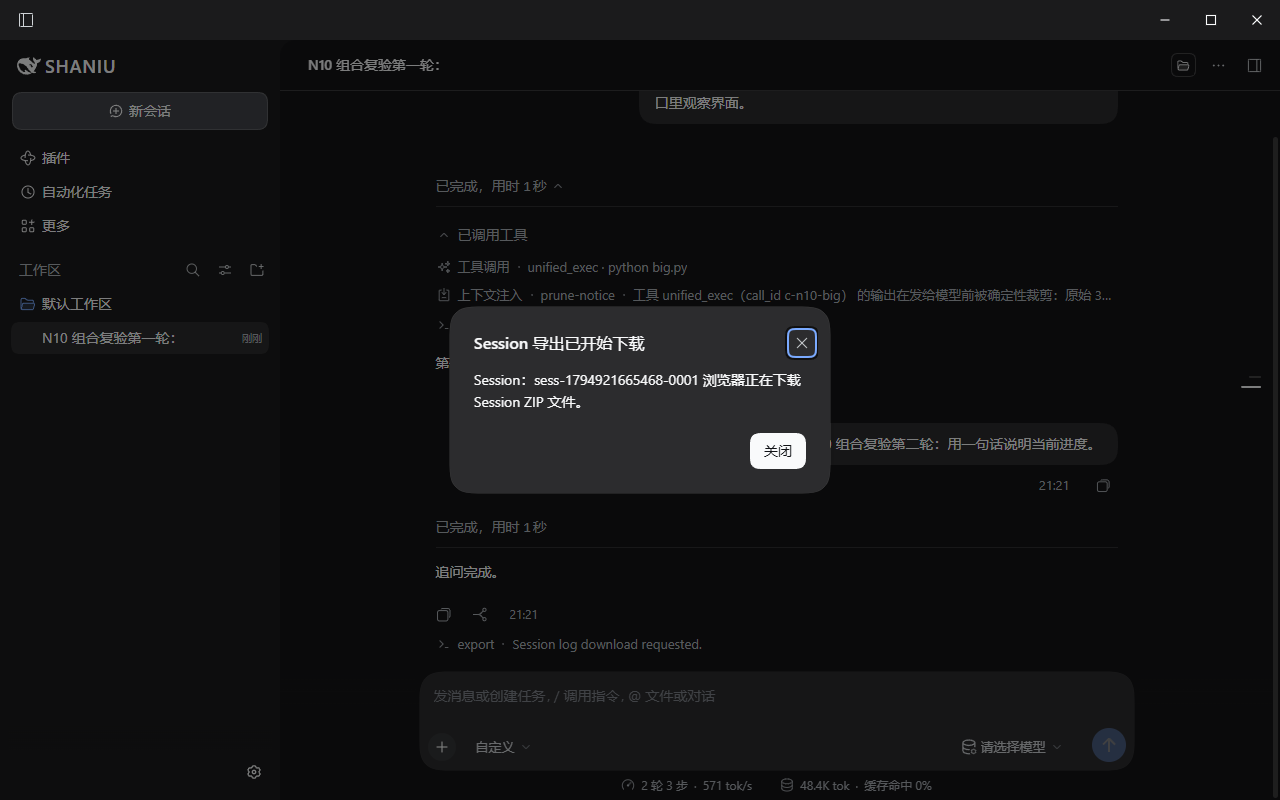 SHANIU
N10 组合复验第一轮：
新会话
口里观察界面。
插件
自动化任务
更多
已完成，用时 1 秒
已调用工具
工作区
工具调用 · unified_exec · python big.py
上下文注入 · prune-notice · 工具 unified_exec（call_id c-n10-big） 的输出在发给模型前被确定性裁剪：原始 3...
默认工作区
N10 组合复验第一轮： 刚刚
第
Session 导出已开始下载
Session：sess-1794921665468-0001 浏览器正在下载
Session ZIP 文件。
关闭
组合复验第二轮：用一句话说明当前进度。
21:21
已完成，用时 1 秒
追问完成。
21:21
export · Session log download requested.
发消息或创建任务, / 调用指令, @ 文件或对话
自定义
请选择模型
2 轮 3 步 · 571 tok/s
48.4K tok · 缓存命中 0%